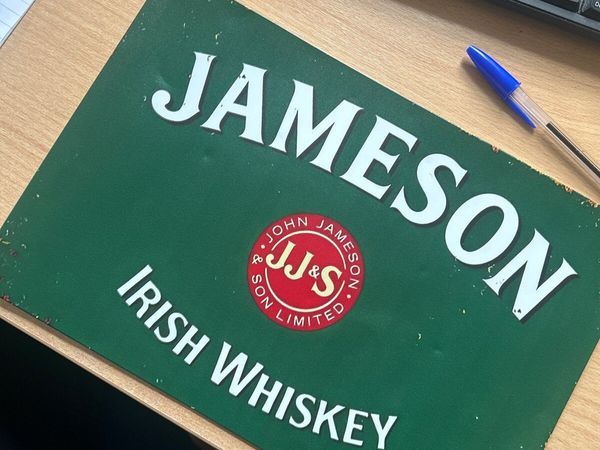 JAMESON
JOHN JAMESON
JJ&S
& SON LIMITED
IRISH WHISKEY